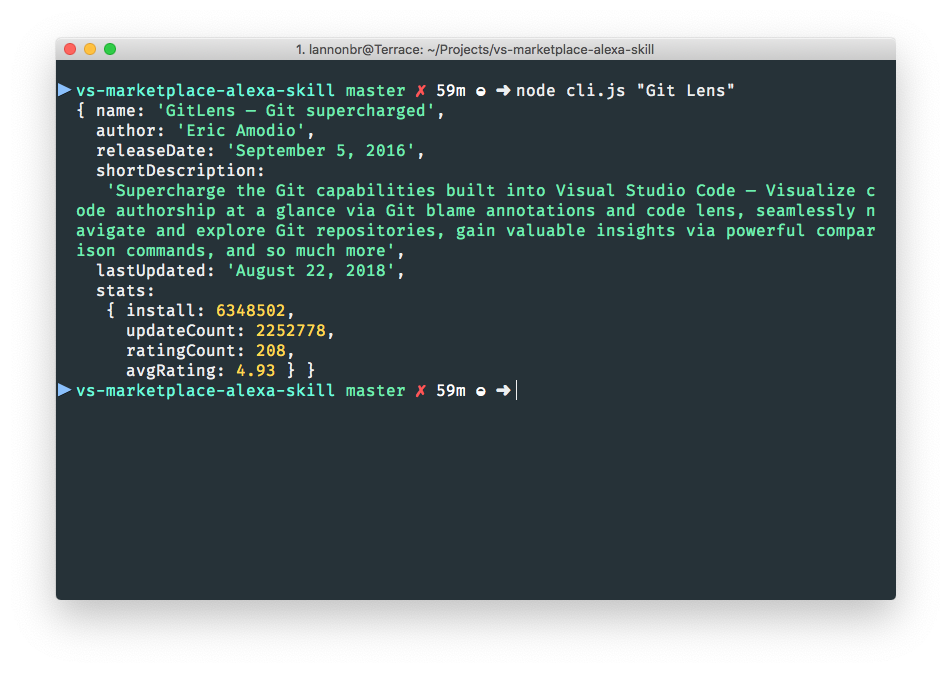 1. lannonbr@Terrace: ~/Projects/vs-marketplace-alexa-skill
▶ vs-marketplace-alexa-skill master ✗ 59m ◒ ➜ node cli.js "Git Lens"
{ name: 'GitLens — Git supercharged',
author: 'Eric Amodio',
releaseDate: 'September 5, 2016',
shortDescription:
'Supercharge the Git capabilities built into Visual Studio Code — Visualize c
ode authorship at a glance via Git blame annotations and code lens, seamlessly n
avigate and explore Git repositories, gain valuable insights via powerful compar
ison commands, and so much more',
lastUpdated: 'August 22, 2018',
stats:
{ install: 6348502,
updateCount: 2252778,
ratingCount: 208,
avgRating: 4.93 } }
▶ vs-marketplace-alexa-skill master ✗ 59m ◒ ➜